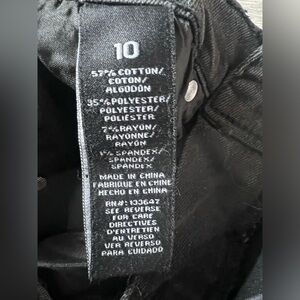 10
57% COTTON/
COTON/
ALGODÓN
35% POLYESTER/
POLYESTER/
POLIÉSTER
7% RAYON/
RAYONNE/
RAYÓN
1% SPANDEX/
SPANDEX/
SPANDEX
MADE IN CHINA
FABRIQUÉ EN CHINE
HECHO EN CHINA
RN#: 133647
SEE REVERSE
FOR CARE
DIRECTIVES
D'ENTRETIEN
AU VERSO
VER REVERSO
PARA CUIDADO